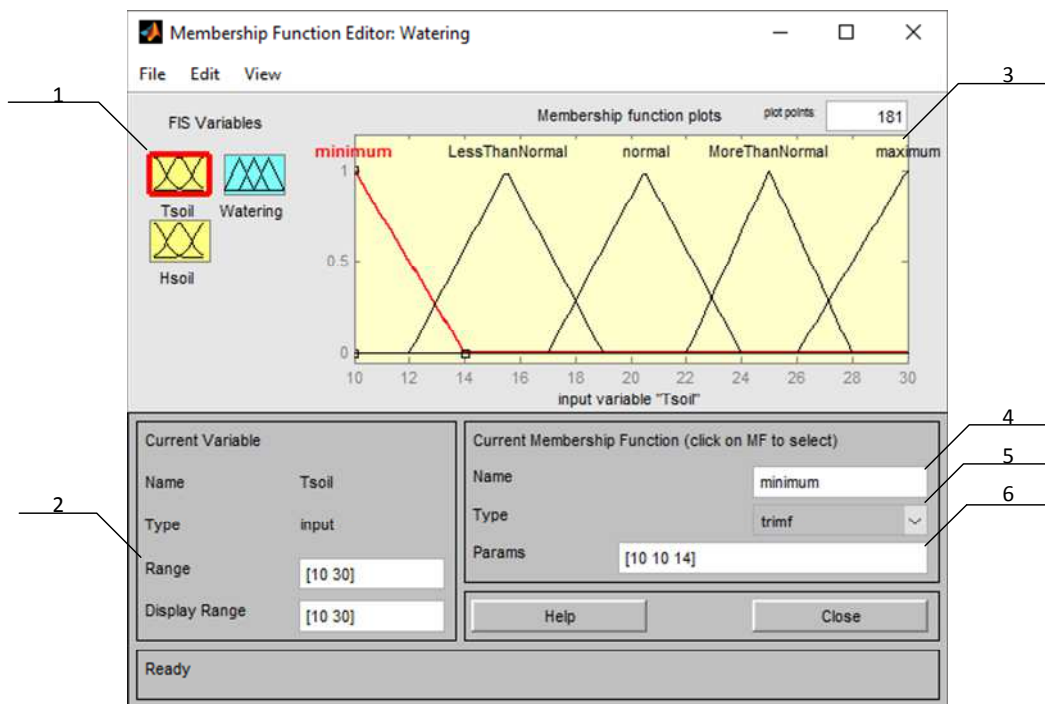 Membership Function Editor: Watering
File Edit View
1
3
FIS Variables
Membership function plots
plot points:
181
minimum LessThanNormal normal MoreThanNormal maximum
Tsoil Watering
Hsoil
1
0.5
0
10 12 14 16 18 20 22 24 26 28 30
input variable "Tsoil"
Current Variable
Name Tsoil
Type input
2
Range [10 30]
Display Range [10 30]
Current Membership Function (click on MF to select)
4
Name minimum
5
Type trimf
6
Params [10 10 14]
Help Close
Ready